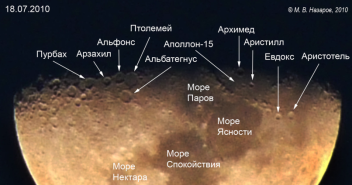 18.07.2010
© М. В. Назаров, 2010
Птолемей
Архимед
Альфонс
Аполлон-15
Аристилл
Арзахил
Аристотель
Пурбах
Альбатегнус
Евдокс
Море
Паров
Море
Ясности
Море
Спокойствия
Море
Нектара